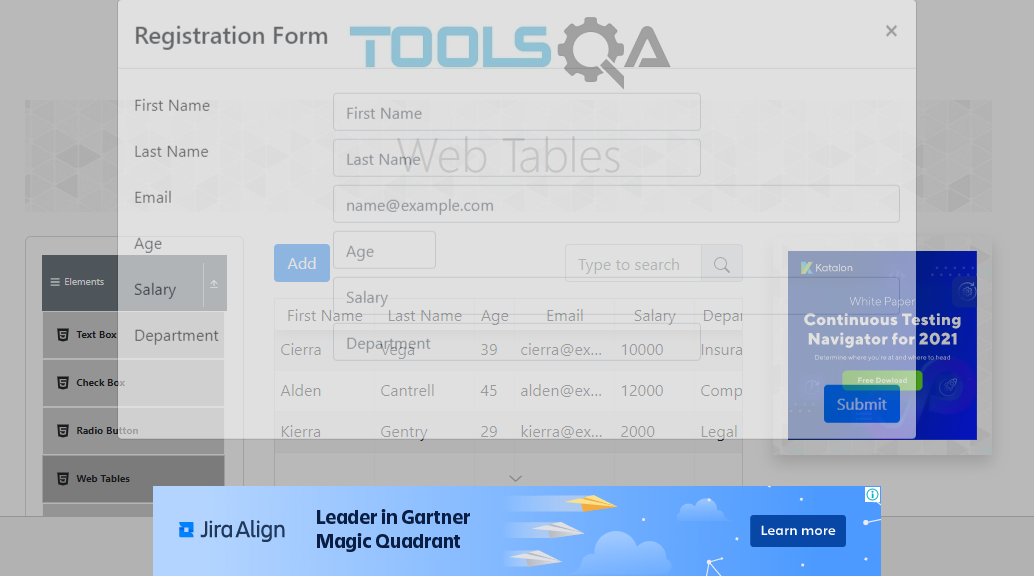 Registration Form
×
TOOLSQA
First Name
First Name
Web Tables
Last Name
Last Name
Email
name@example.com
Age
Age
Salary
Salary
Department
Department
Submit
Elements
Text Box
Check Box
Radio Button
Web Tables
Add
Type to search
First Name Last Name Age Email Salary Depar
Cierra Vega 39 cierra@ex... 10000 Insura
Alden Cantrell 45 alden@ex... 12000 Comp
Kierra Gentry 29 kierra@ex... 2000 Legal
Katalon
White Paper
Continuous Testing
Navigator for 2021
Determine where you're at and where to head
Free Dowload
Jira Align
Leader in Gartner
Magic Quadrant
Learn more